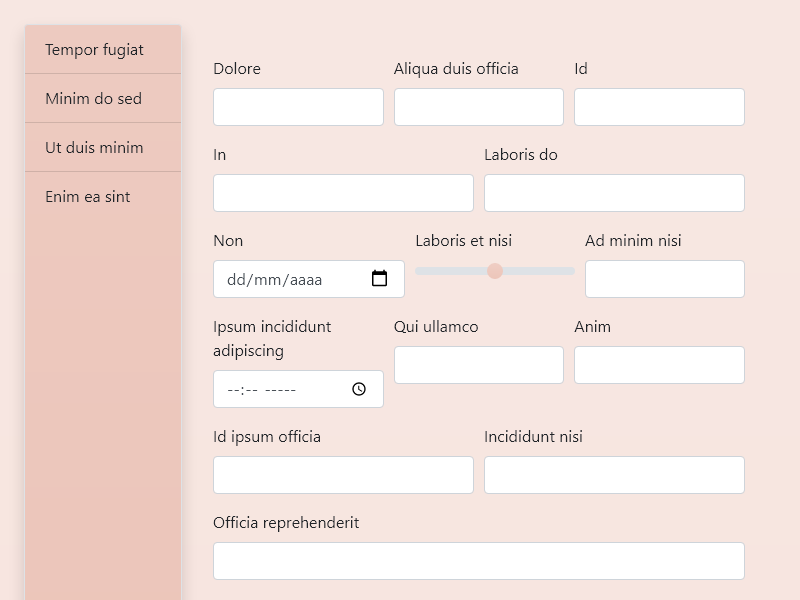 Tempor fugiat
Minim do sed
Ut duis minim
Enim ea sint
Dolore
Aliqua duis officia
Id
In
Laboris do
Non
dd/mm/aaaa
Laboris et nisi
Ad minim nisi
Ipsum incididunt
adipiscing
--:-- -----
Qui ullamco
Anim
Id ipsum officia
Incididunt nisi
Officia reprehenderit